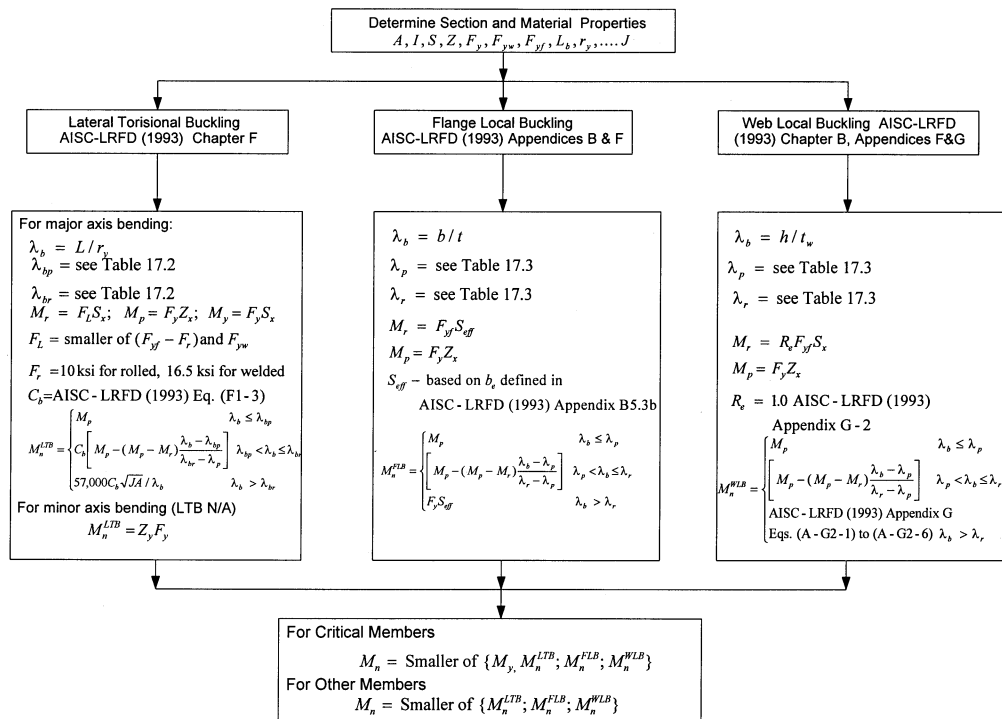 Determine Section and Material Properties
A, I, S, Z, F_y, F_yw, F_yf, L_b, r_y, .... J
Lateral Torisional Buckling
AISC-LRFD (1993) Chapter F
Flange Local Buckling
AISC-LRFD (1993) Appendices B & F
Web Local Buckling AISC-LRFD
(1993) Chapter B, Appendices F&G
For major axis bending:
λ_b = L / r_y
λ_bp = see Table 17.2
λ_br = see Table 17.2
M_r = F_L S_x; M_p = F_y Z_x; M_y = F_y S_x
F_L = smaller of (F_yf − F_r) and F_yw
F_r = 10 ksi for rolled, 16.5 ksi for welded
C_b = AISC - LRFD (1993) Eq. (F1 - 3)
M_n^LTB = { M_p λ_b ≤ λ_bp
C_b [ M_p − (M_p − M_r) (λ_b − λ_bp) / (λ_br − λ_p) ] λ_bp < λ_b ≤ λ_br
57,000 C_b √JA / λ_b λ_b > λ_br
For minor axis bending (LTB N/A)
M_n^LTB = Z_y F_y
λ_b = b / t
λ_p = see Table 17.3
λ_r = see Table 17.3
M_r = F_yf S_eff
M_p = F_y Z_x
S_eff − based on b_e defined in
AISC - LRFD (1993) Appendix B5.3b
M_n^FLB = { M_p λ_b ≤ λ_p
[ M_p − (M_p − M_r) (λ_b − λ_p) / (λ_r − λ_p) ] λ_p < λ_b ≤ λ_r
F_y S_eff λ_b > λ_r
λ_b = h / t_w
λ_p = see Table 17.3
λ_r = see Table 17.3
M_r = R_e F_yf S_x
M_p = F_y Z_x
R_e = 1.0 AISC - LRFD (1993)
Appendix G - 2
M_n^WLB = { M_p λ_b ≤ λ_p
[ M_p − (M_p − M_r) (λ_b − λ_p) / (λ_r − λ_p) ] λ_p < λ_b ≤ λ_r
AISC - LRFD (1993) Appendix G
Eqs. (A - G2 - 1) to (A - G2 - 6) λ_b > λ_r
For Critical Members
M_n = Smaller of {M_y, M_n^LTB; M_n^FLB; M_n^WLB}
For Other Members
M_n = Smaller of {M_n^LTB; M_n^FLB; M_n^WLB}